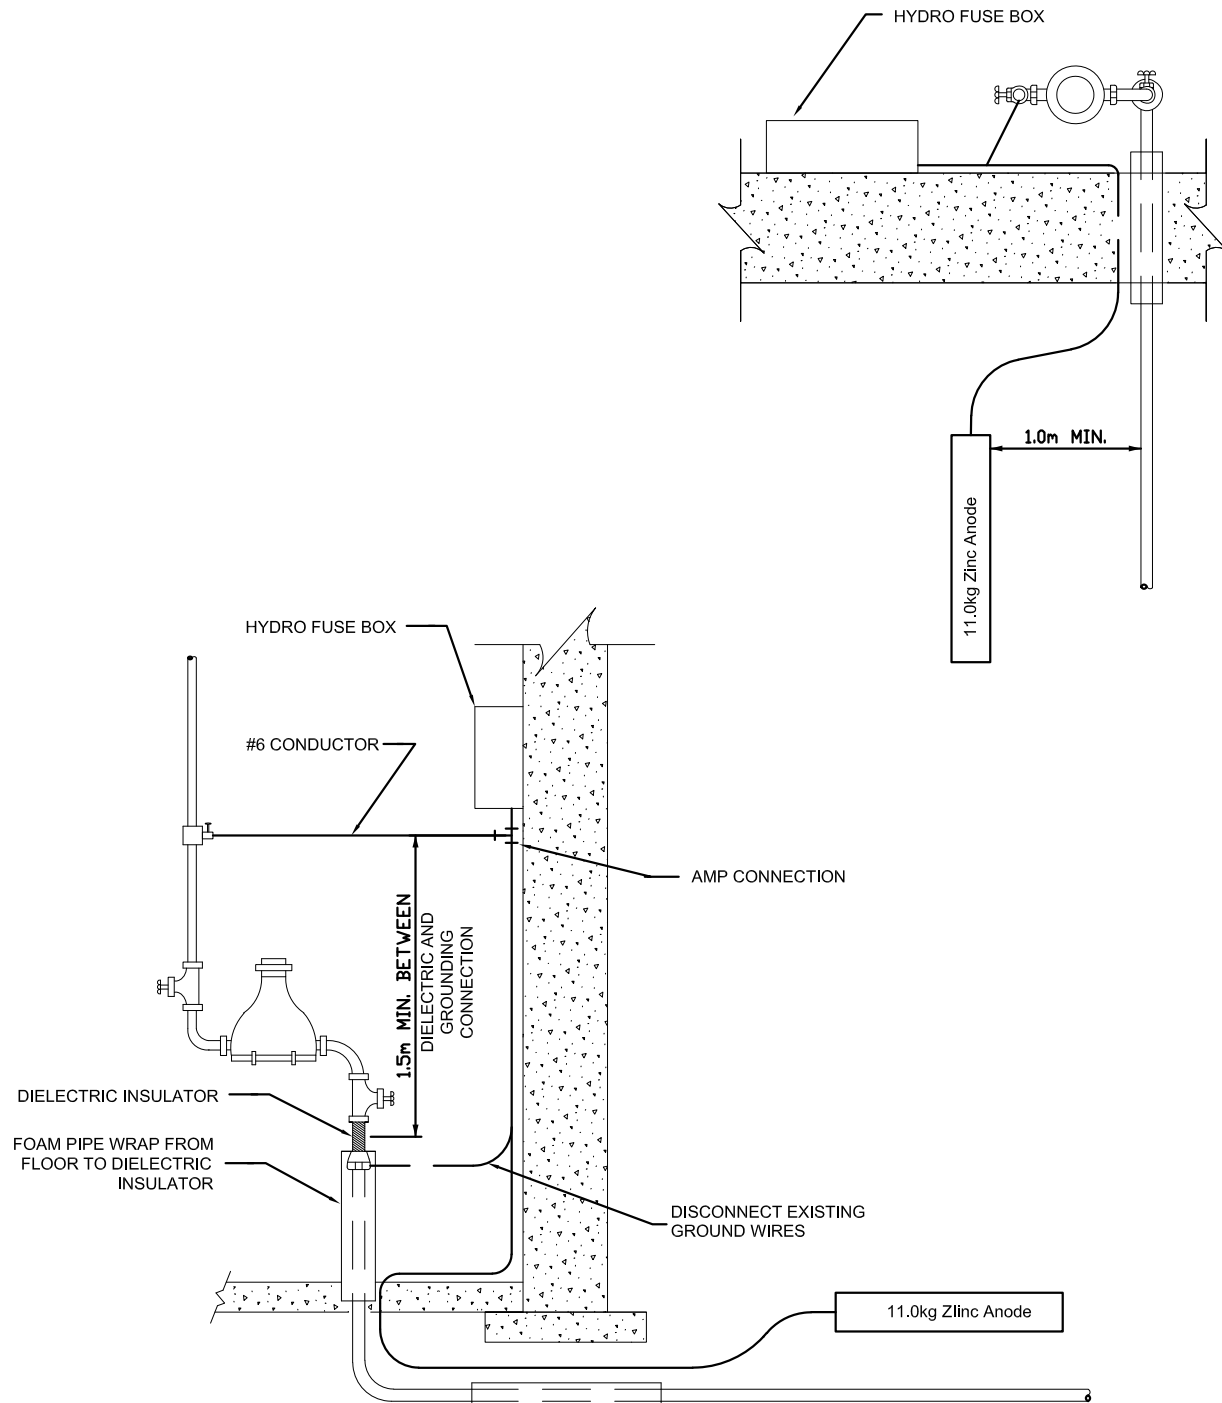 HYDRO FUSE BOX
1.0m MIN.
11.0kg Zinc Anode
HYDRO FUSE BOX
#6 CONDUCTOR
AMP CONNECTION
1.5m MIN. BETWEEN
DIELECTRIC AND
GROUNDING
CONNECTION
DIELECTRIC INSULATOR
FOAM PIPE WRAP FROM
FLOOR TO DIELECTRIC
INSULATOR
DISCONNECT EXISTING
GROUND WIRES
11.0kg ZIinc Anode